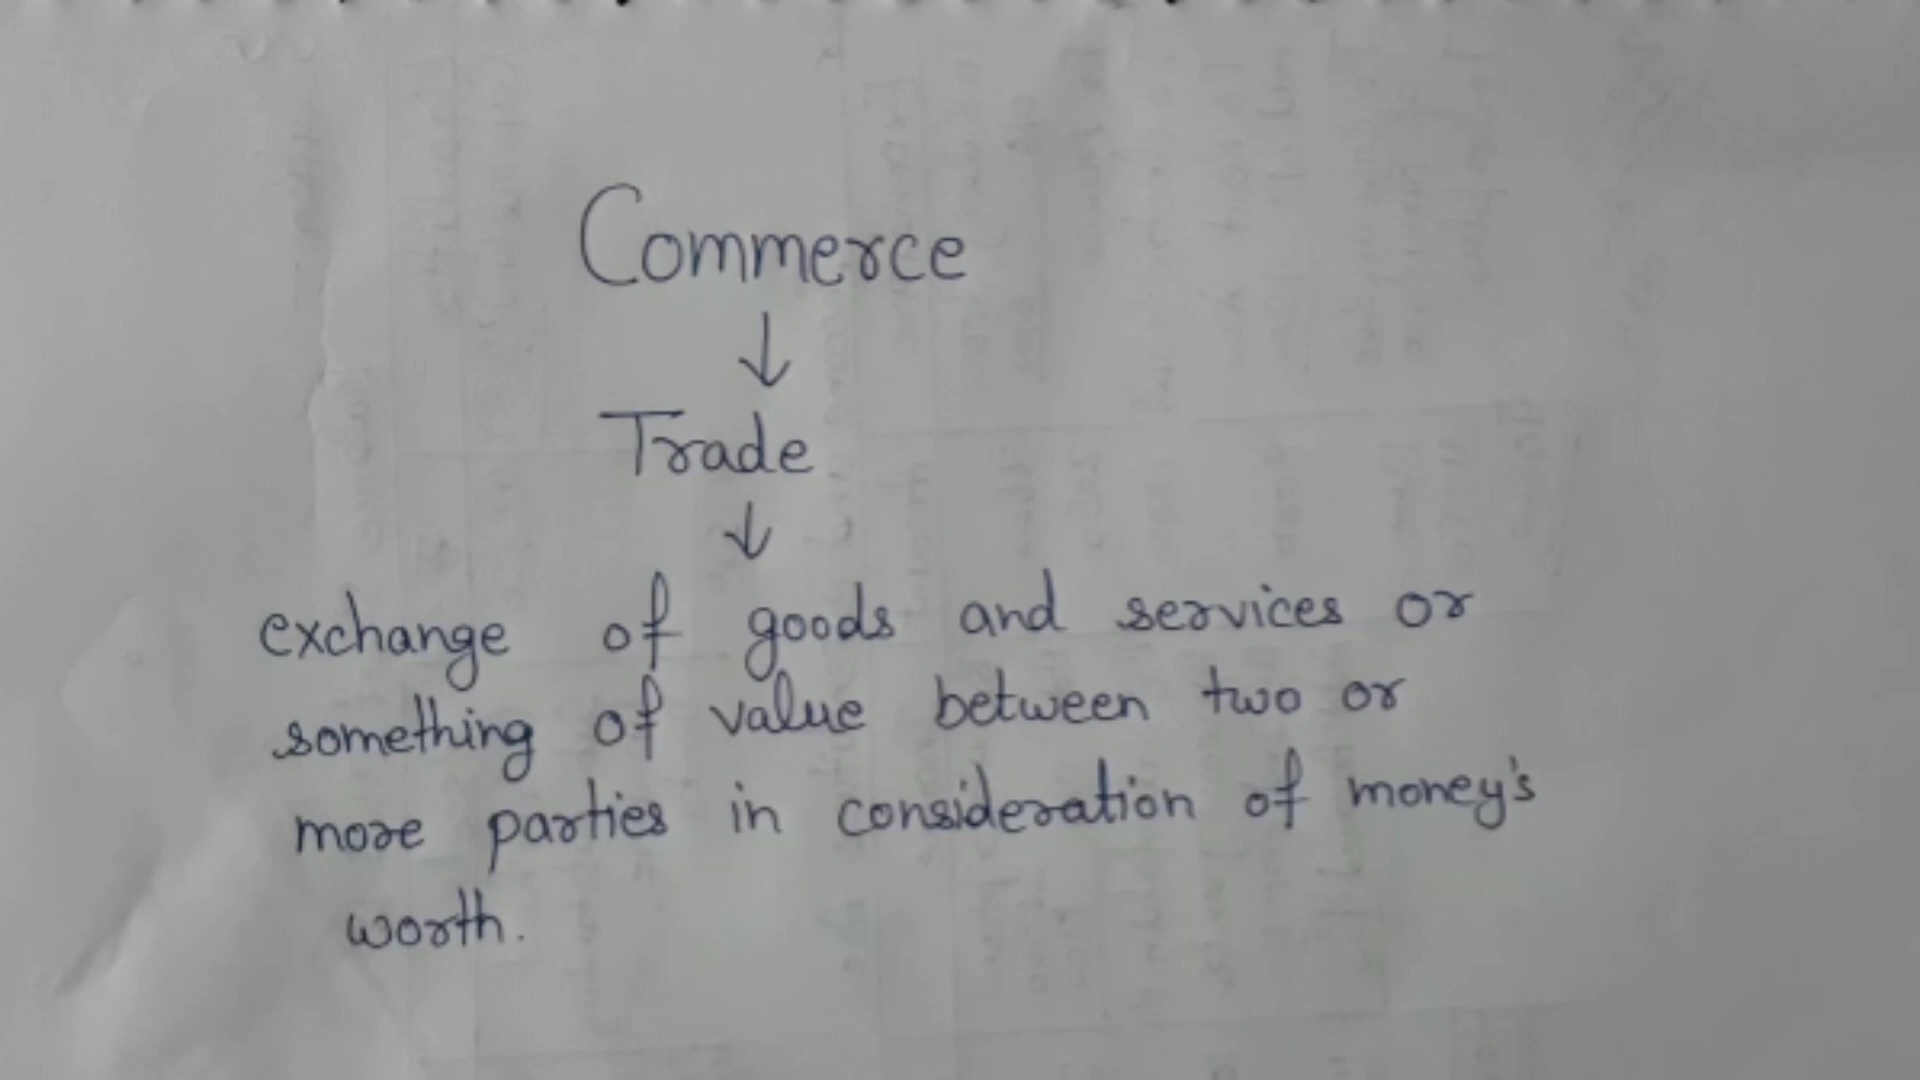 Commerce
↓
Trade
↓
exchange of goods and services or
something of value between two or
more parties in consideration of money's
worth.